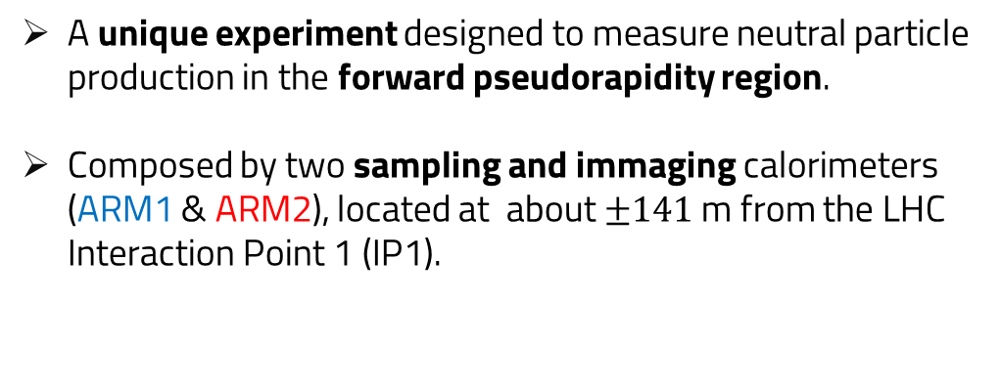 ➢ A unique experiment designed to measure neutral particle
production in the forward pseudorapidity region.
➢ Composed by two sampling and immaging calorimeters
(ARM1 & ARM2), located at about ±141 m from the LHC
Interaction Point 1 (IP1).